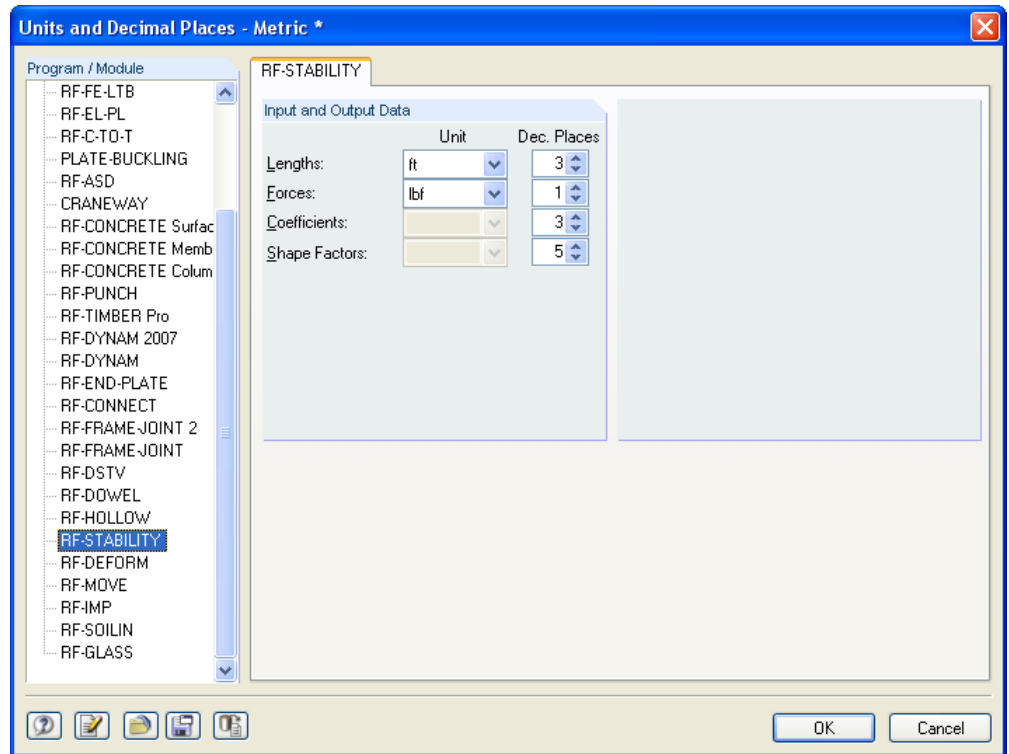 Units and Decimal Places - Metric *
Program / Module
RF-FE-LTB
RF-EL-PL
RF-C-TO-T
PLATE-BUCKLING
RF-ASD
CRANEWAY
RF-CONCRETE Surfac
RF-CONCRETE Memb
RF-CONCRETE Colum
RF-PUNCH
RF-TIMBER Pro
RF-DYNAM 2007
RF-DYNAM
RF-END-PLATE
RF-CONNECT
RF-FRAME-JOINT 2
RF-FRAME-JOINT
RF-DSTV
RF-DOWEL
RF-HOLLOW
RF-STABILITY
RF-DEFORM
RF-MOVE
RF-IMP
RF-SOILIN
RF-GLASS
RF-STABILITY
Input and Output Data
Unit Dec. Places
Lengths: ft 3
Forces: lbf 1
Coefficients: 3
Shape Factors: 5
OK Cancel